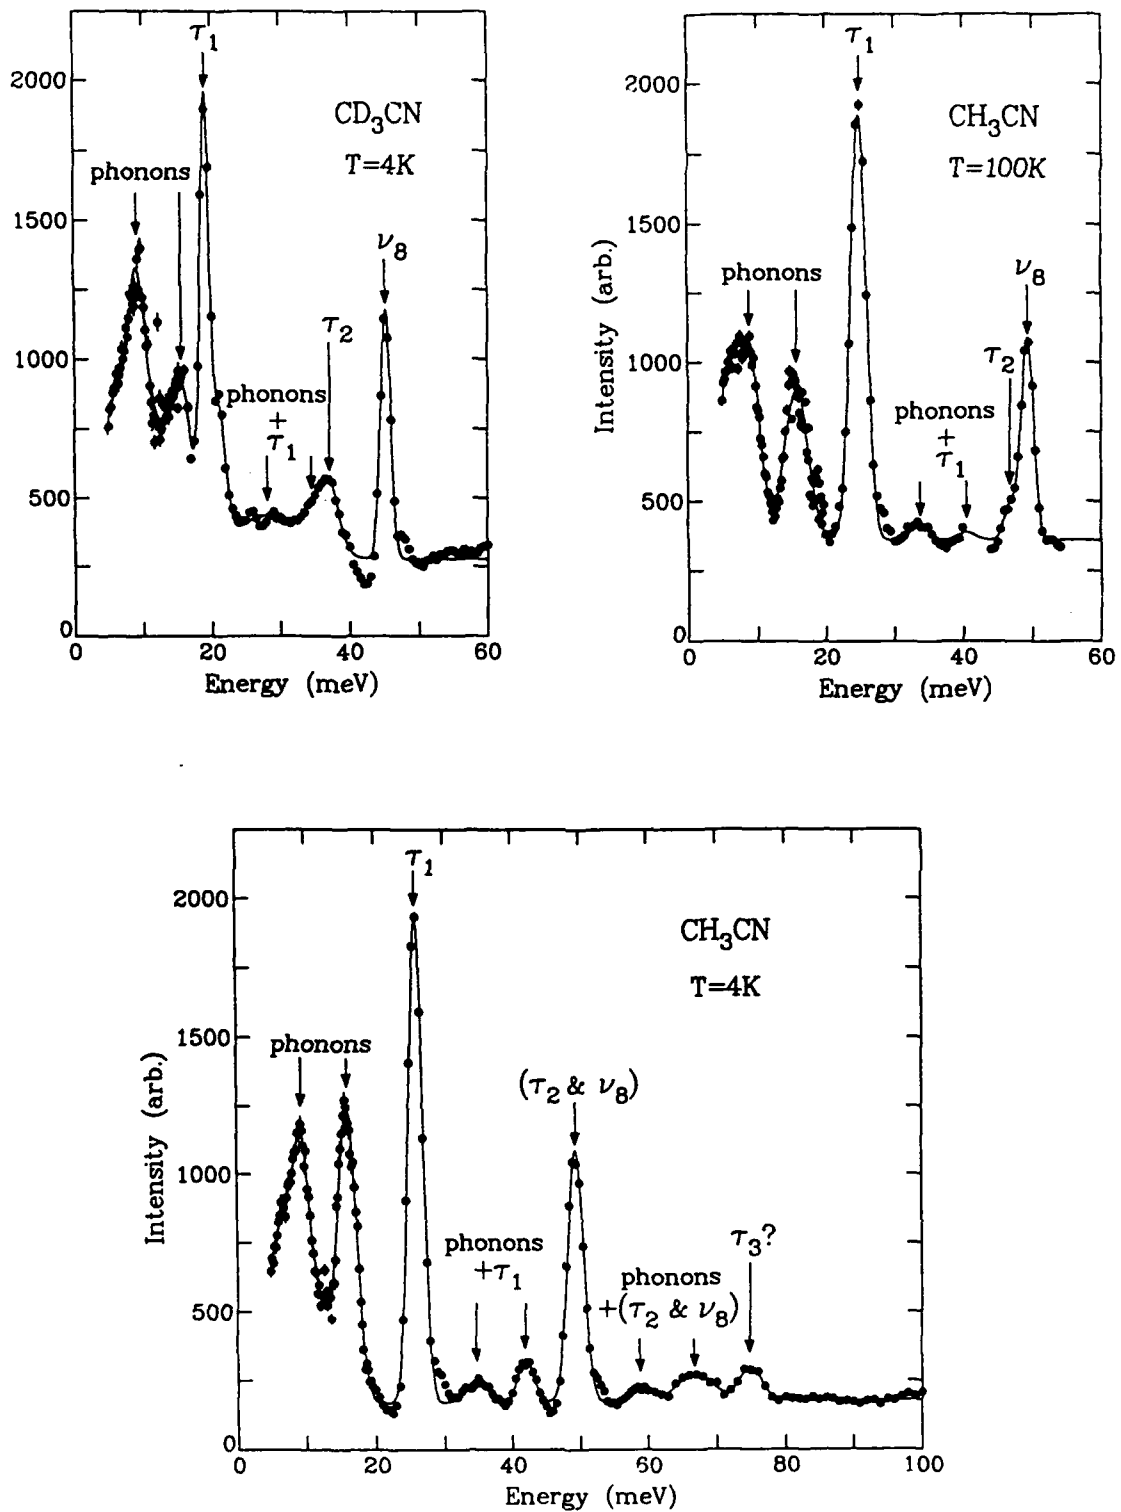 τ1
2000
CD3CN
T=4K
phonons
1500
ν8
τ2
1000
phonons
+
τ1
500
0
0 20 40 60
Energy (meV)
τ1
2000
CH3CN
T=100K
1500
phonons
ν8
Intensity (arb.)
τ2
1000
phonons
+
τ1
500
0
0 20 40 60
Energy (meV)
τ1
2000
CH3CN
T=4K
1500
phonons
(τ2 & ν8)
Intensity (arb.)
1000
phonons
+τ1
τ3?
phonons
+(τ2 & ν8)
500
0
0 20 40 60 80 100
Energy (meV)